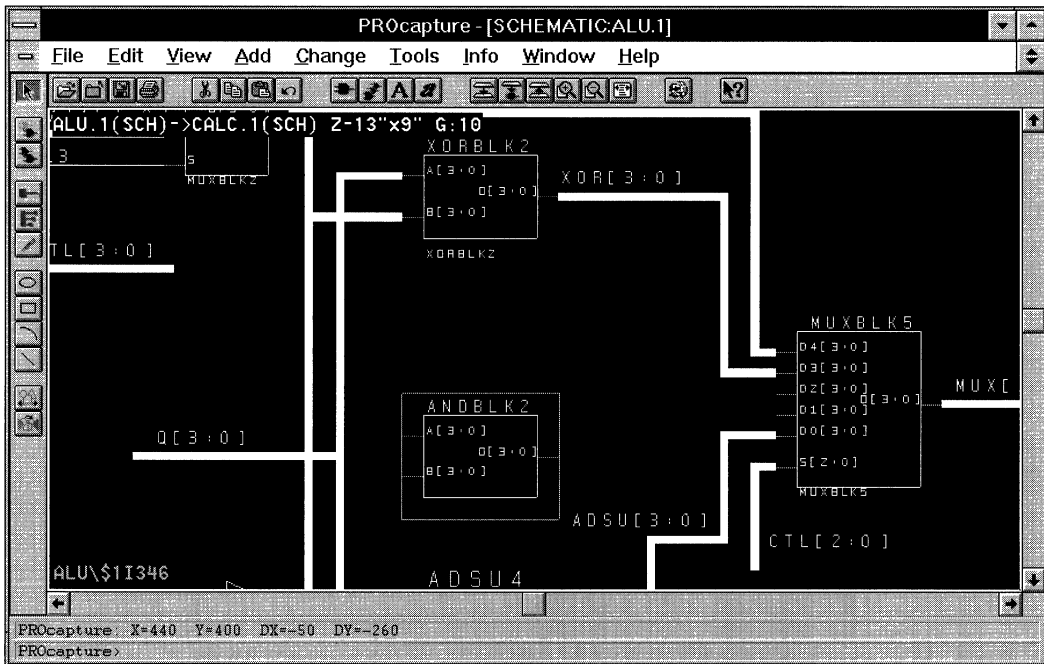 PROcapture - [SCHEMATIC:ALU.1]
File Edit View Add Change Tools Info Window Help
ALU.1(SCH)->CALC.1(SCH) Z-13"x9" G:10
.3
S
MUXBLK2
TL[3:0]
XORBLK2
A[3:0]
O[3:0]
B[3:0]
XORBLK2
XOR[3:0]
MUXBLK5
D4[3:0]
D3[3:0]
D2[3:0]
O[3:0]
D1[3:0]
D0[3:0]
S[2:0]
MUXBLK5
MUX[
ANDBLK2
A[3:0]
O[3:0]
B[3:0]
Q[3:0]
ADSU[3:0]
CTL[2:0]
ALU\$1I346
ADSU4
PROcapture: X=440 Y=400 DX=-50 DY=-260
PROcapture>